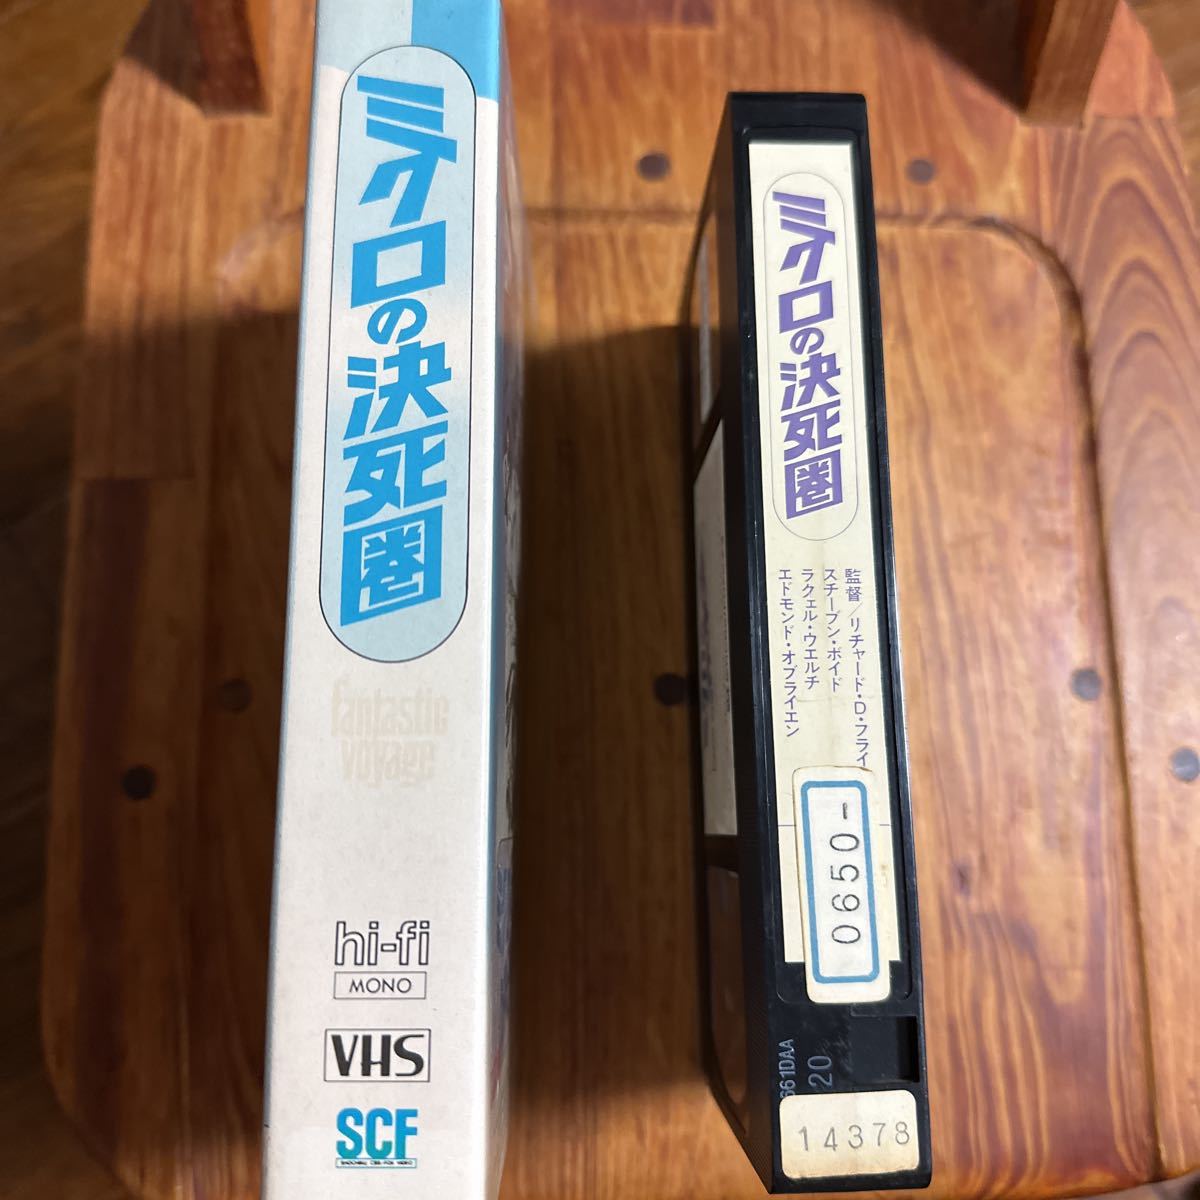 ミクロの決死圏
fantastic
voyage
hi-fi
MONO
VHS
SCF
ミクロの決死圏
監督/リチャード・D・フライ
スチーブン・ボイド
ラクエル・ウエルチ
エドモンド・オブライエン
0650-
661DAA
20
14378